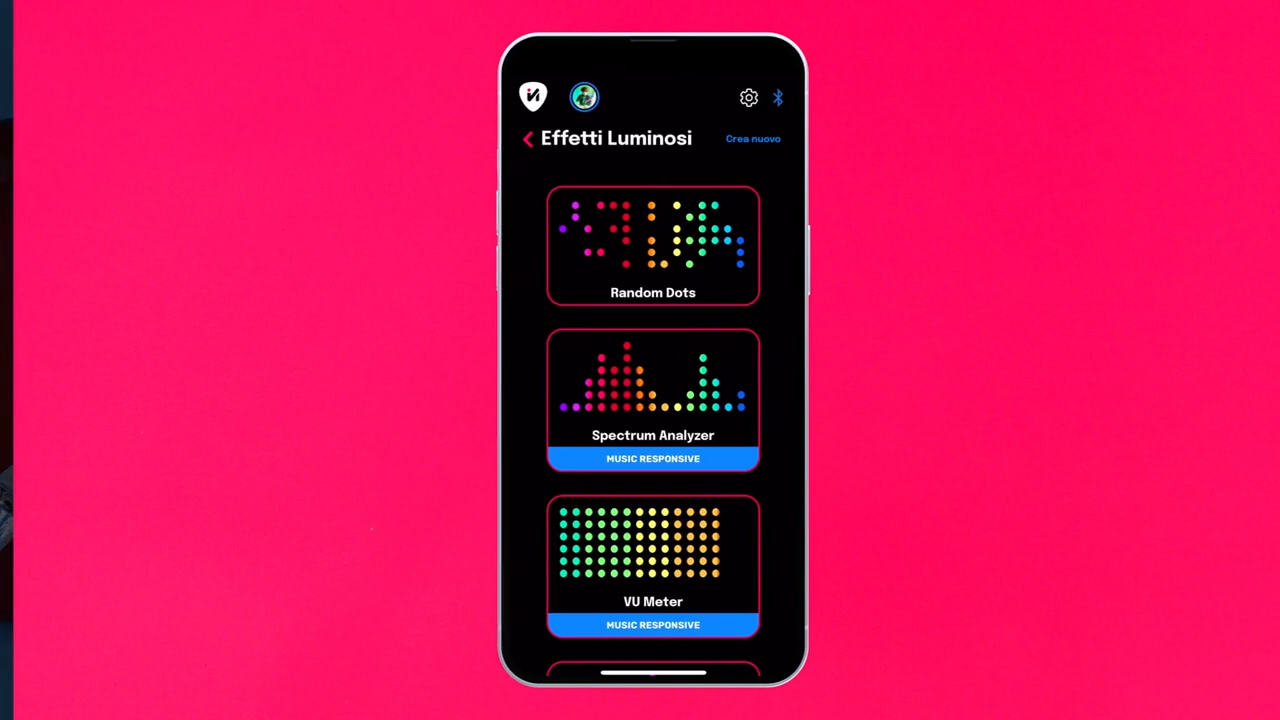 Effetti Luminosi
Crea nuovo
Random Dots
Spectrum Analyzer
MUSIC RESPONSIVE
VU Meter
MUSIC RESPONSIVE